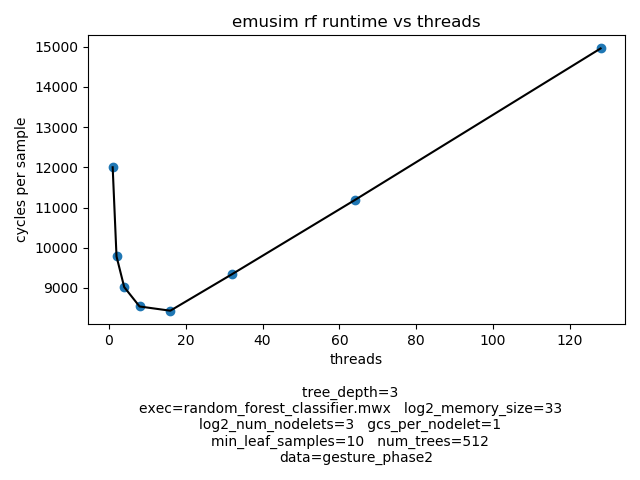 emusim rf runtime vs threads
15000
14000
13000
12000
11000
10000
9000
cycles per sample
0 20 40 60 80 100 120
threads
tree_depth=3
exec=random_forest_classifier.mwx log2_memory_size=33
log2_num_nodelets=3 gcs_per_nodelet=1
min_leaf_samples=10 num_trees=512
data=gesture_phase2